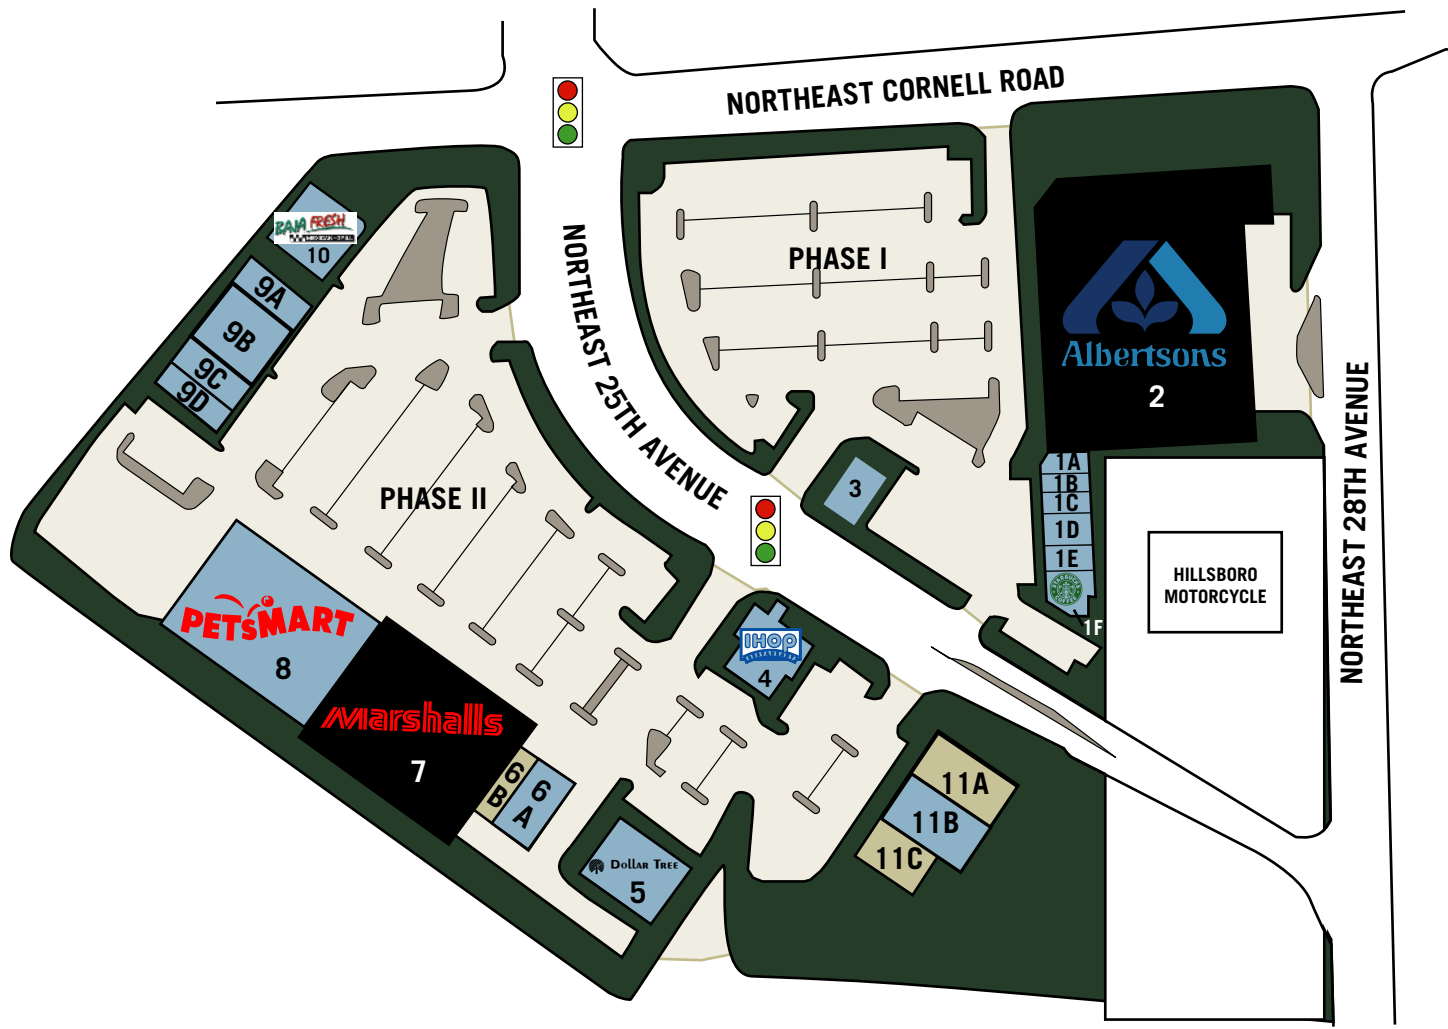 NORTHEAST CORNELL ROAD
BAJA FRESH
10
9A
9B
9C
9D
NORTHEAST 25TH AVENUE
PHASE I
Albertsons
2
NORTHEAST 28TH AVENUE
1A
1B
1C
1D
1E
STARBUCKS
COFFEE
1F
3
PHASE II
HILLSBORO
MOTORCYCLE
PETSMART
8
IHOP
4
Marshalls
7
6
B
6
A
11A
11B
11C
DOLLAR TREE
5